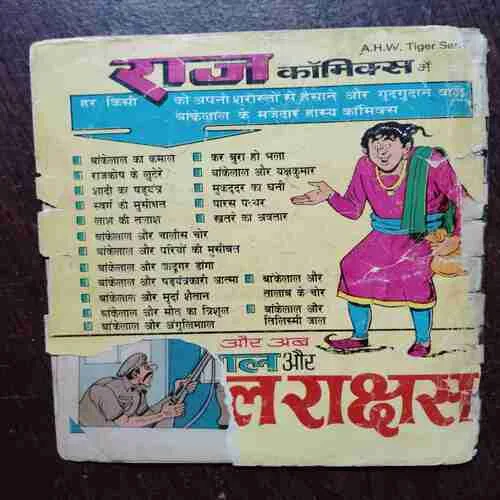 A.H.W. Tiger Ser
राज कॉमिक्स में
हर किसी को अपनी शरारतों से हंसाने और गुदगुदाने वाले
बांकेलाल के मजेदार हास्य कॉमिक्स
बांकेलाल का कमाल
राजकोष के लुटेरे
शादी का षड्यंत्र
स्वर्ग की मुसीबत
लाश की तलाश
बांकेलाल और चालीस चोर
बांकेलाल और परियों की मुसीबत
बांकेलाल और जादूगर डांगा
बांकेलाल और षड्यंत्रकारी आत्मा
बांकेलाल और मुर्दा शैतान
बांकेलाल और मौत का त्रिशूल
बांकेलाल और अंगुलिमाल
कर बुरा हो भला
बांकेलाल और यक्षकुमार
मुकद्दर का धनी
पारस पत्थर
खतरे का अवतार
बांकेलाल और
तालाब के चोर
बांकेलाल और
तिलिस्मी जाल
और अब
ाल और
ल राक्षस